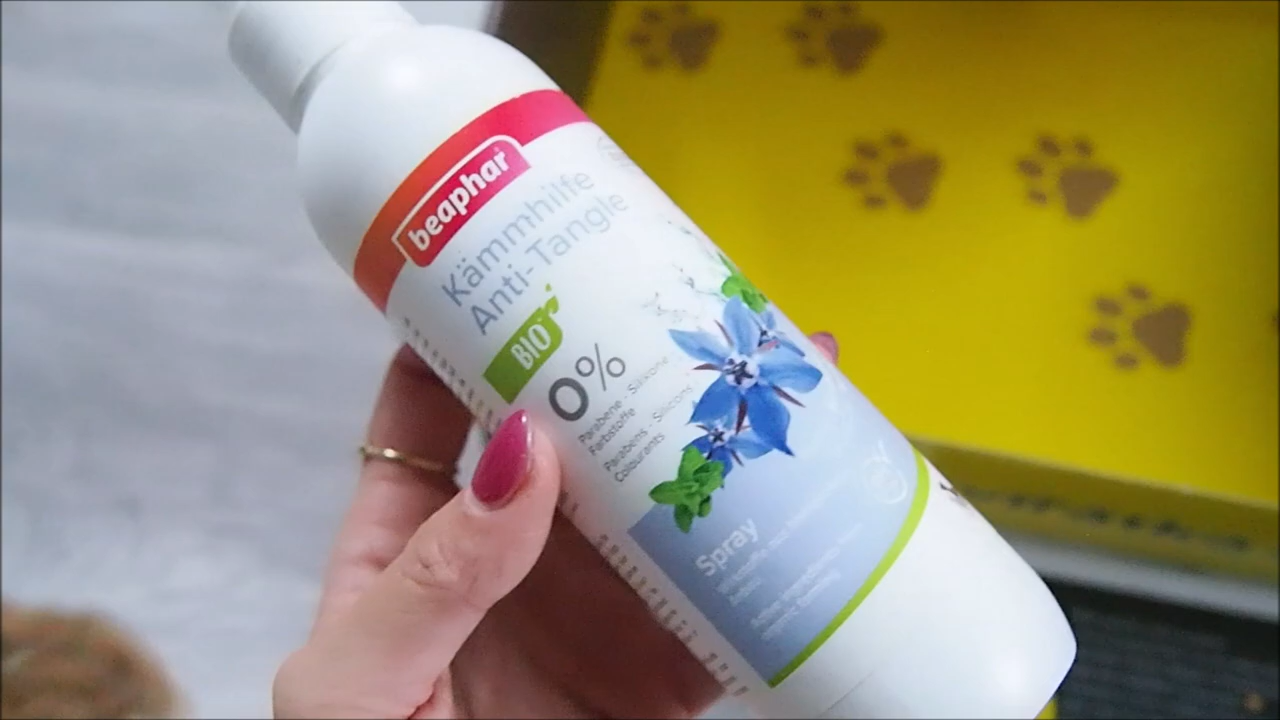 beaphar
Kämmhilfe
Anti-Tangle
BIO
0%
Parabene - Silikone
Farbstoffe
Parabens - Silicons
Colourants
Spray